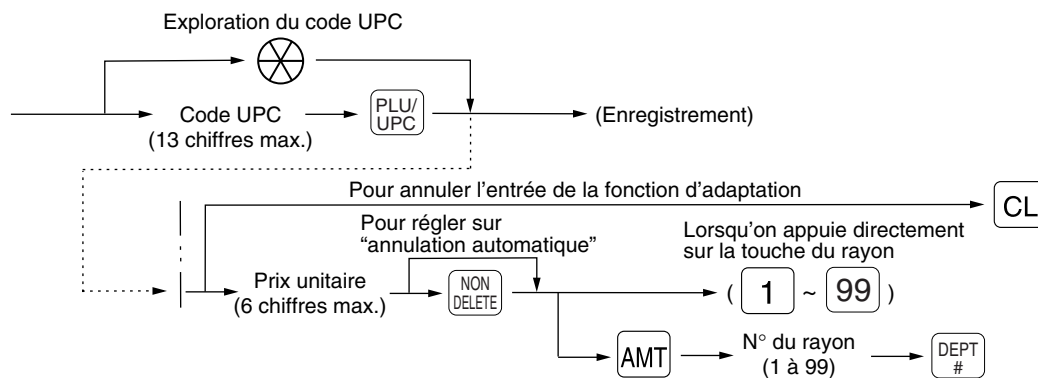 Exploration du code UPC
Code UPC
(13 chiffres max.)
PLU/
UPC
(Enregistrement)
Pour annuler l’entrée de la fonction d’adaptation
CL
Pour régler sur
“annulation automatique”
Lorsqu’on appuie directement
sur la touche du rayon
Prix unitaire
(6 chiffres max.)
NON
DELETE
( 1 ~ 99 )
AMT
N° du rayon
(1 à 99)
DEPT
#